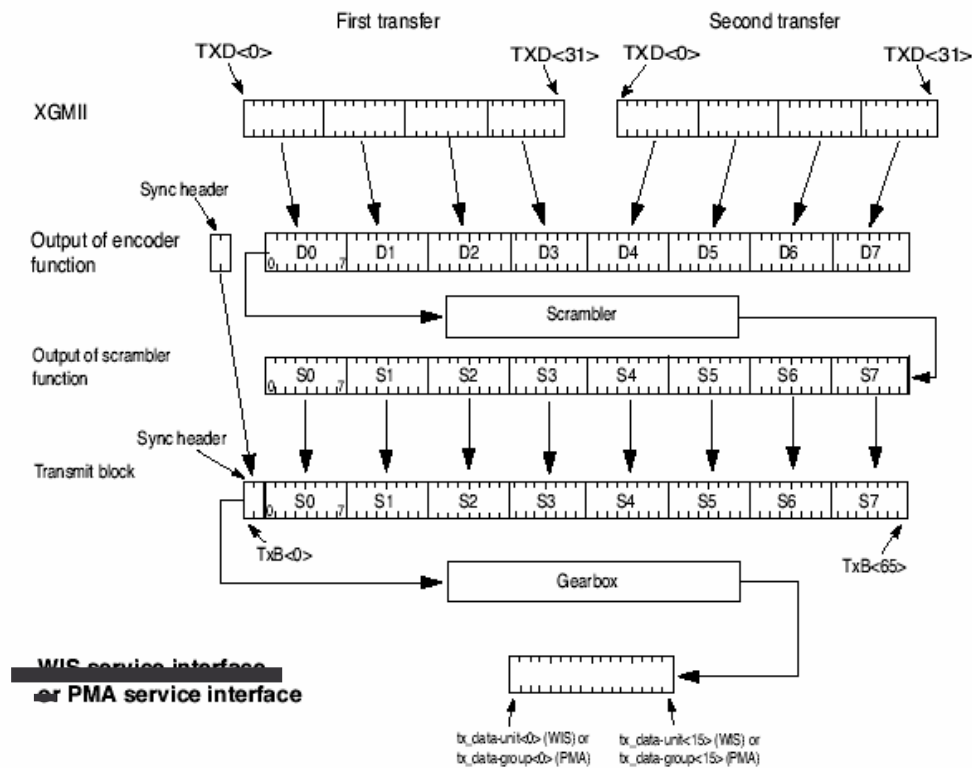 First transfer
Second transfer
TXD<0>
TXD<31>
TXD<0>
TXD<31>
XGMII
Sync header
Output of encoder
function
D0
D1
D2
D3
D4
D5
D6
D7
0
7
Scrambler
Output of scrambler
function
S0
S1
S2
S3
S4
S5
S6
S7
0
7
Sync header
Transmit block
S0
S1
S2
S3
S4
S5
S6
S7
0
7
TxB<0>
TxB<65>
Gearbox
WIS service interface
or PMA service interface
tx_data-unit<0> (WIS) or
tx_data-group<0> (PMA)
tx_data-unit<15> (WIS) or
tx_data-group<15> (PMA)